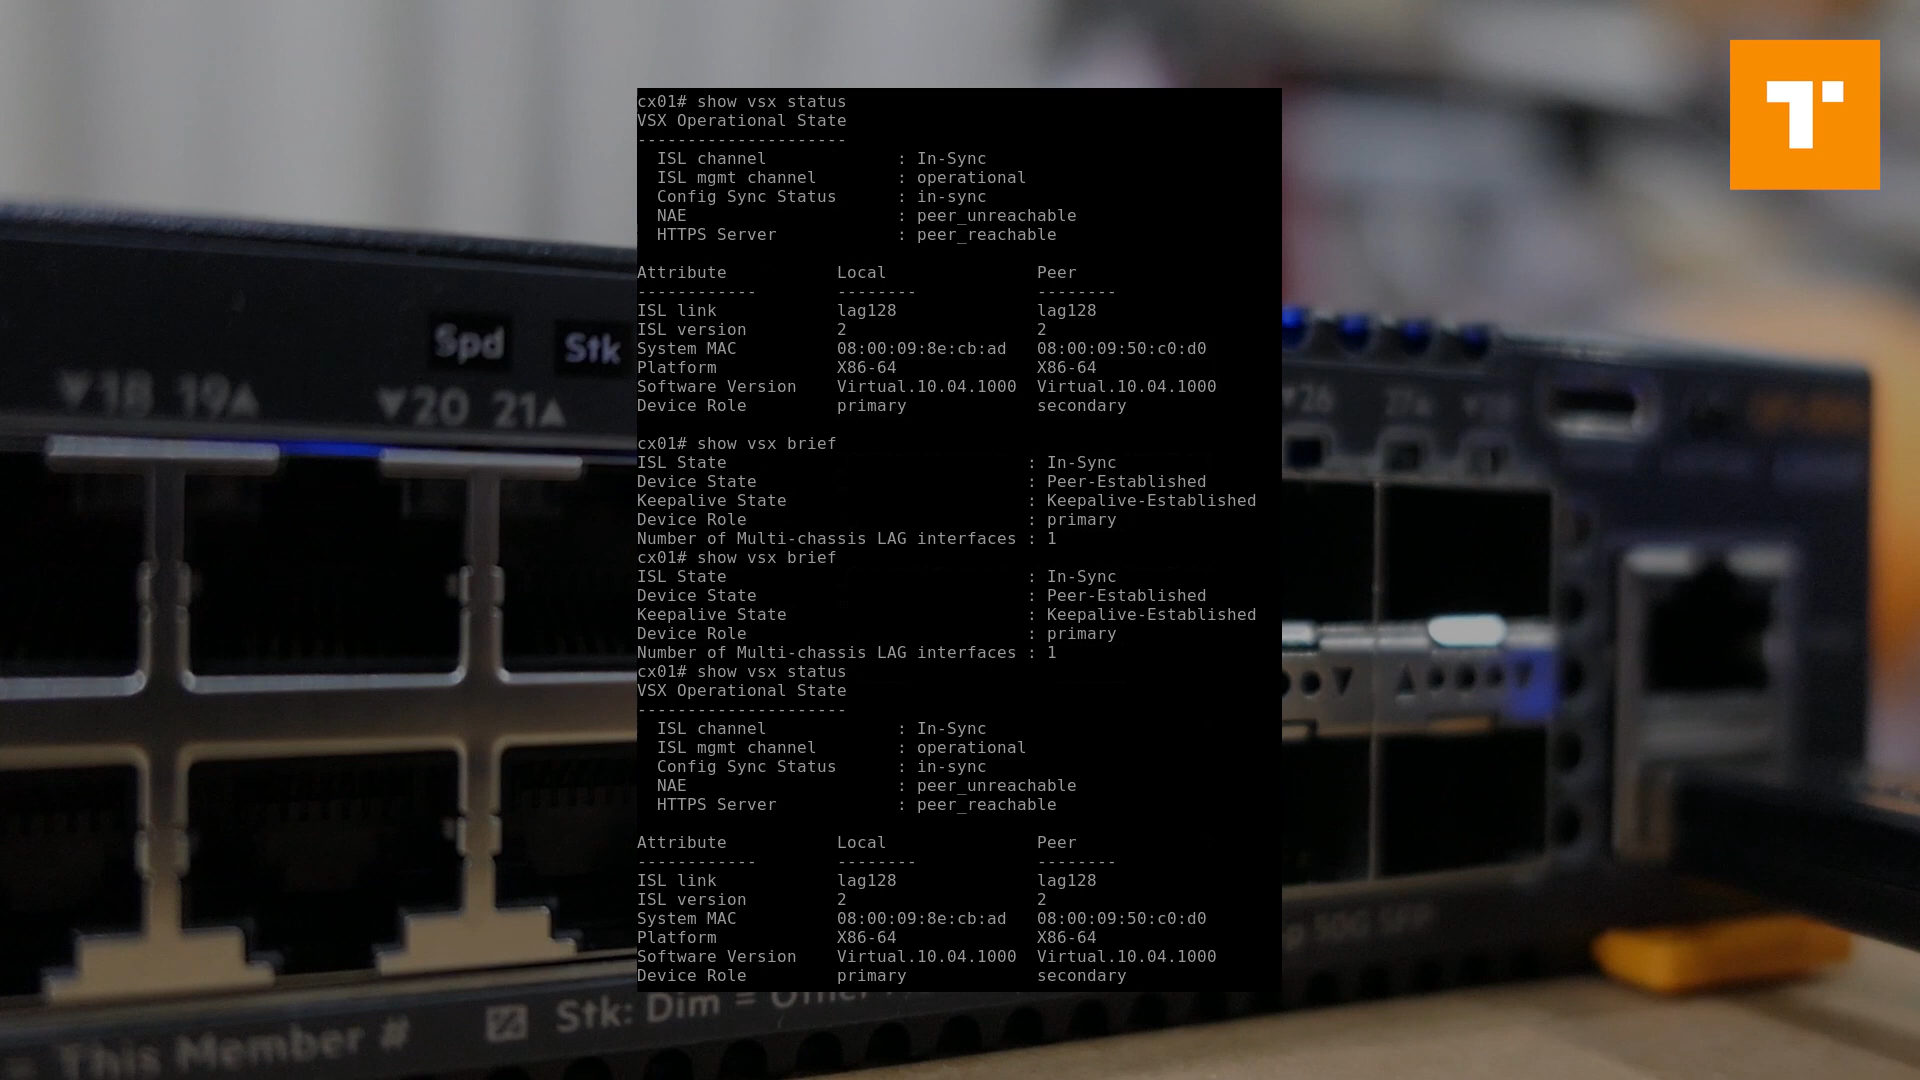 cx01# show vsx status
VSX Operational State
---------------------
  ISL channel             : In-Sync
  ISL mgmt channel        : operational
  Config Sync Status      : in-sync
  NAE                     : peer_unreachable
  HTTPS Server            : peer_reachable

Attribute           Local               Peer
------------        --------            --------
ISL link            lag128              lag128
ISL version         2                   2
System MAC          08:00:09:8e:cb:ad   08:00:09:50:c0:d0
Platform            X86-64              X86-64
Software Version    Virtual.10.04.1000  Virtual.10.04.1000
Device Role         primary             secondary

cx01# show vsx brief
ISL State                              : In-Sync
Device State                           : Peer-Established
Keepalive State                        : Keepalive-Established
Device Role                            : primary
Number of Multi-chassis LAG interfaces : 1
cx01# show vsx brief
ISL State                              : In-Sync
Device State                           : Peer-Established
Keepalive State                        : Keepalive-Established
Device Role                            : primary
Number of Multi-chassis LAG interfaces : 1
cx01# show vsx status
VSX Operational State
---------------------
  ISL channel             : In-Sync
  ISL mgmt channel        : operational
  Config Sync Status      : in-sync
  NAE                     : peer_unreachable
  HTTPS Server            : peer_reachable

Attribute           Local               Peer
------------        --------            --------
ISL link            lag128              lag128
ISL version         2                   2
System MAC          08:00:09:8e:cb:ad   08:00:09:50:c0:d0
Platform            X86-64              X86-64
Software Version    Virtual.10.04.1000  Virtual.10.04.1000
Device Role         primary             secondary
Spd Stk
▼18 19▲ ▼20 21▲
▼26
50G SFP
Stk: Dim =
= This Member #